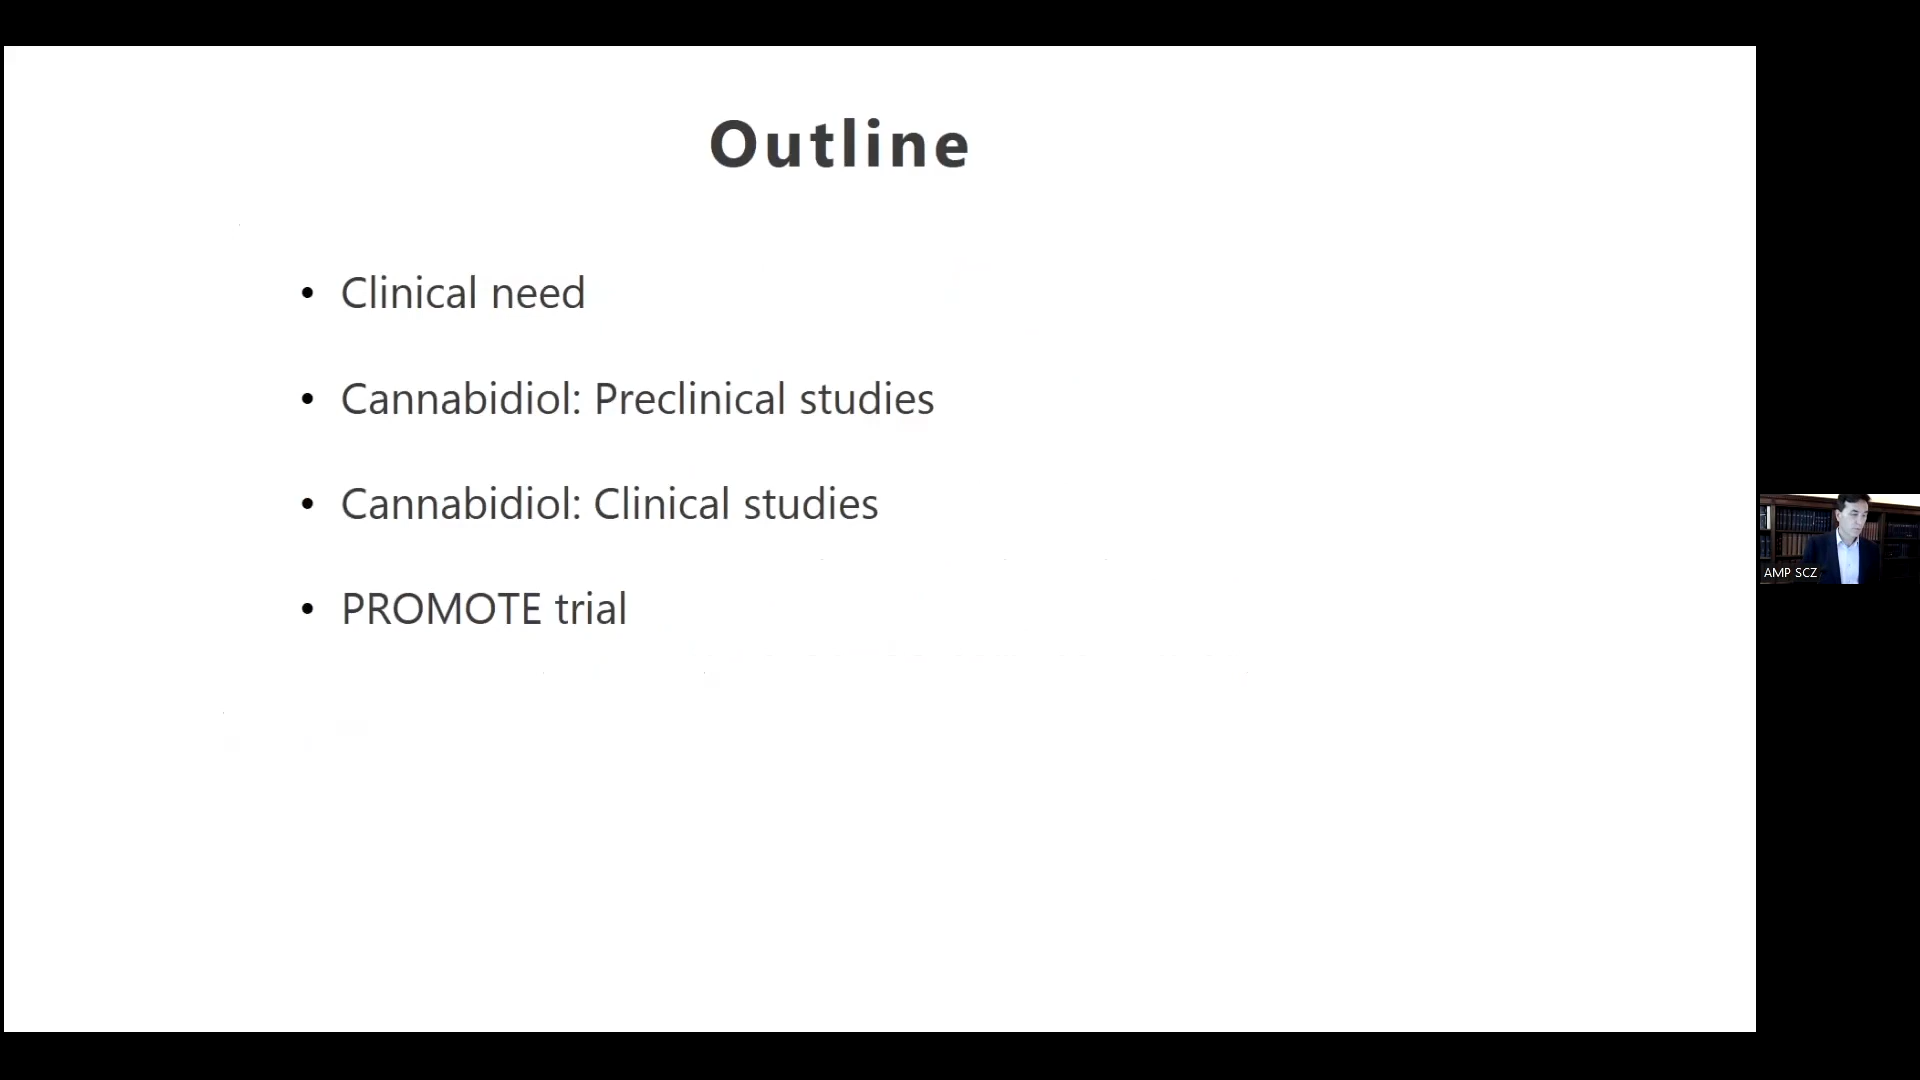 Outline
• Clinical need
• Cannabidiol: Preclinical studies
• Cannabidiol: Clinical studies
• PROMOTE trial
AMP SCZ